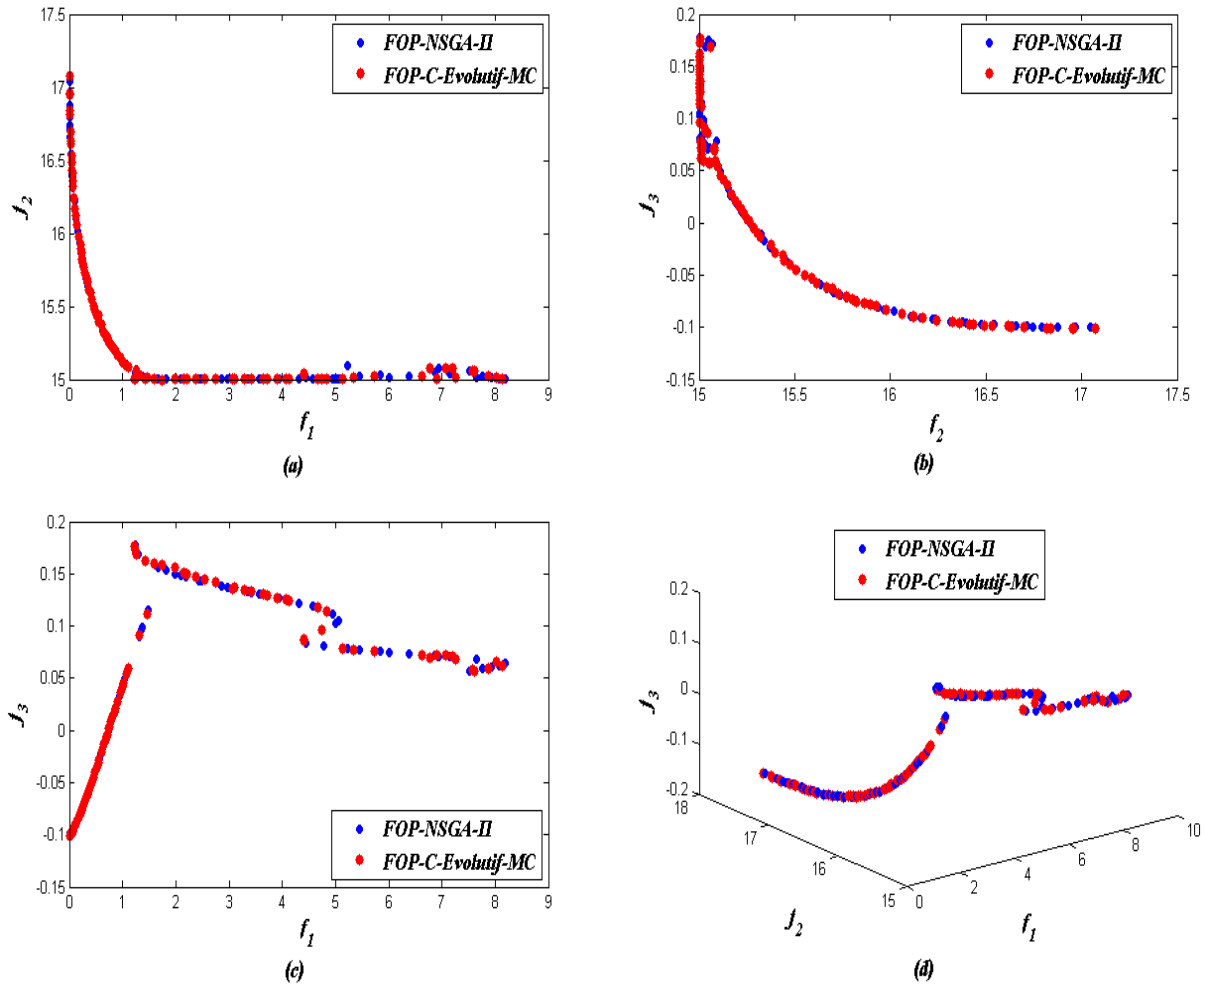 17.5
17
16.5
16
15.5
15
f2
FOP-NSGA-II
FOP-C-Evolutif-MC
0 1 2 3 4 5 6 7 8 9
f1
(a)
0.2
0.15
0.1
0.05
0
-0.05
-0.1
-0.15
f3
FOP-NSGA-II
FOP-C-Evolutif-MC
15 15.5 16 16.5 17 17.5
f2
(b)
0.2
0.15
0.1
0.05
0
-0.05
-0.1
-0.15
f3
FOP-NSGA-II
FOP-C-Evolutif-MC
0 1 2 3 4 5 6 7 8 9
f1
(c)
FOP-NSGA-II
FOP-C-Evolutif-MC
0.2
0.1
0
-0.1
-0.2
f3
18 17 16 15
f2
0 2 4 6 8 10
f1
(d)